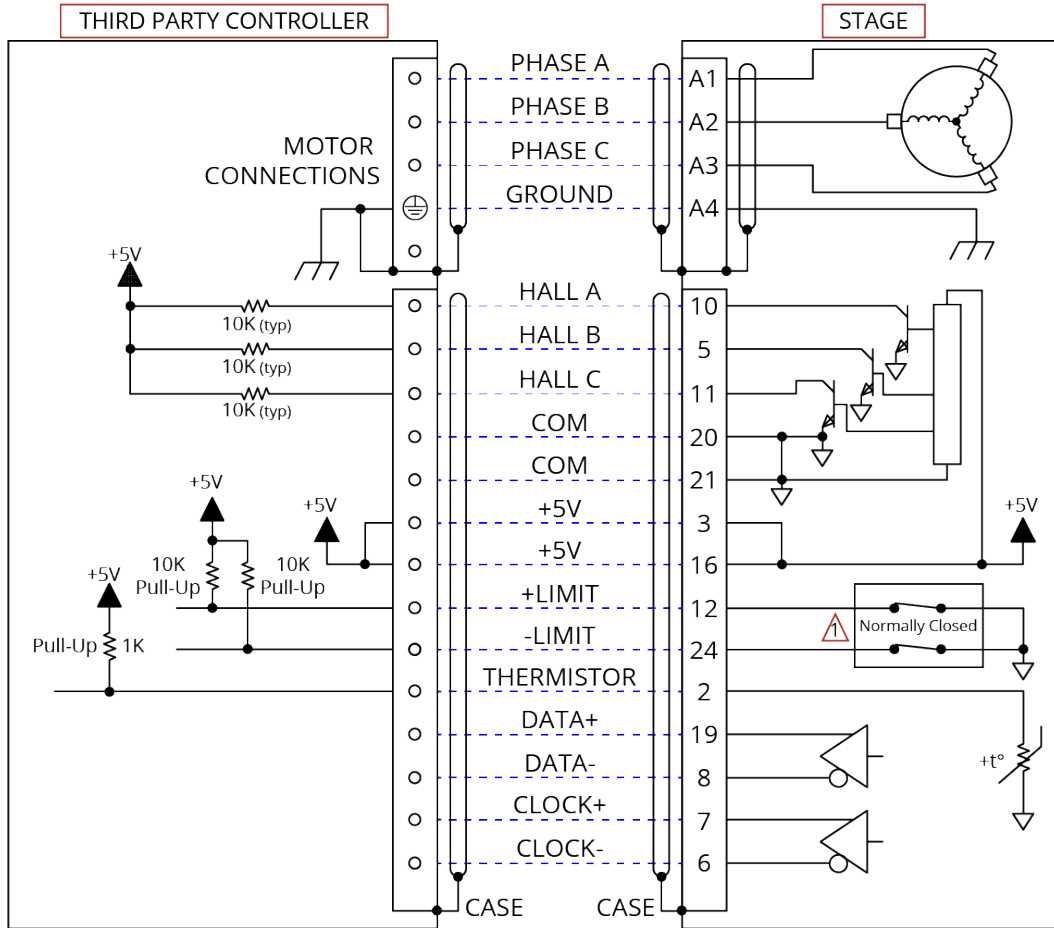 THIRD PARTY CONTROLLER
STAGE
PHASE A
A1
PHASE B
A2
MOTOR
CONNECTIONS
PHASE C
A3
GROUND
A4
+5V
HALL A
10
10K (typ)
HALL B
5
10K (typ)
HALL C
11
10K (typ)
COM
20
COM
21
+5V
+5V
+5V
3
+5V
+5V
16
10K
Pull-Up
10K
Pull-Up
+5V
+LIMIT
12
1
Normally Closed
Pull-Up
1K
-LIMIT
24
THERMISTOR
2
DATA+
19
+t°
DATA-
8
CLOCK+
7
CLOCK-
6
CASE
CASE